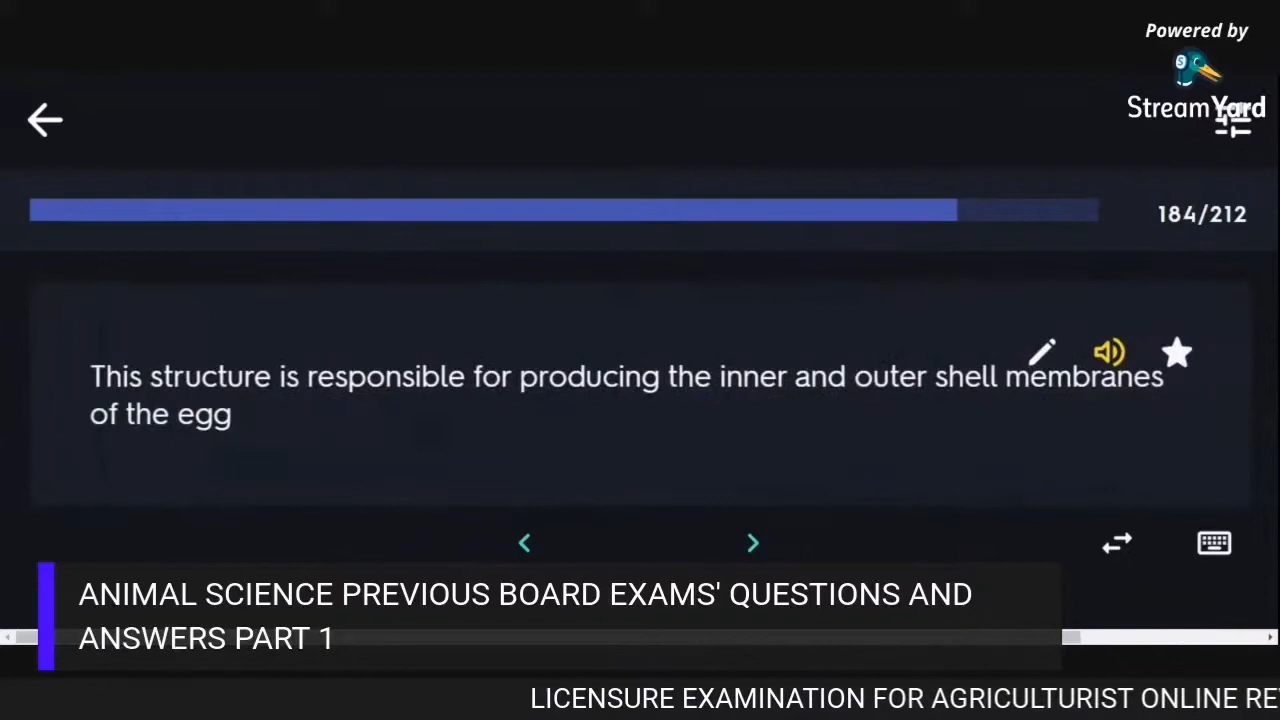 Powered by
StreamYard
184/212
This structure is responsible for producing the inner and outer shell membranes
of the egg
ANIMAL SCIENCE PREVIOUS BOARD EXAMS' QUESTIONS AND
ANSWERS PART 1
LICENSURE EXAMINATION FOR AGRICULTURIST ONLINE RE